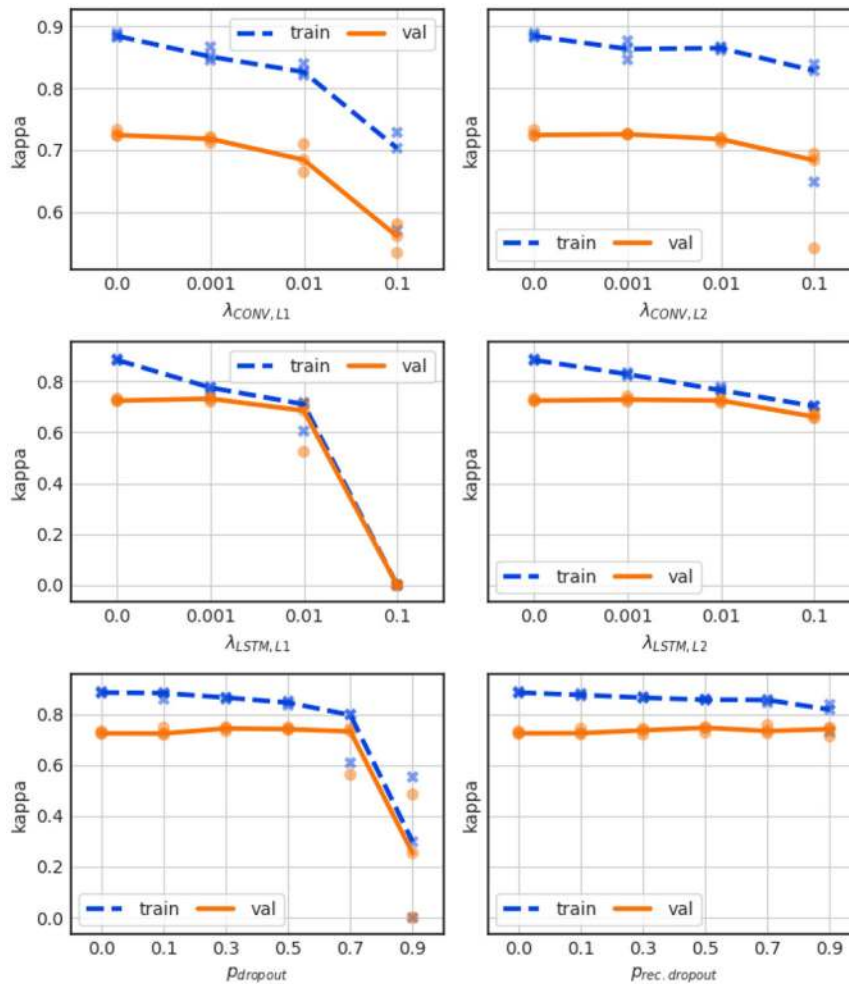 0.9
0.8
0.7
0.6
kappa
train val
0.0 0.001 0.01 0.1
λCONV,L1
kappa
train val
0.0 0.001 0.01 0.1
λCONV,L2
0.8
0.6
0.4
0.2
0.0
kappa
train val
0.0 0.001 0.01 0.1
λLSTM,L1
kappa
train val
0.0 0.001 0.01 0.1
λLSTM,L2
0.8
0.6
0.4
0.2
0.0
kappa
train val
0.0 0.1 0.3 0.5 0.7 0.9
pdropout
kappa
train val
0.0 0.1 0.3 0.5 0.7 0.9
prec.dropout